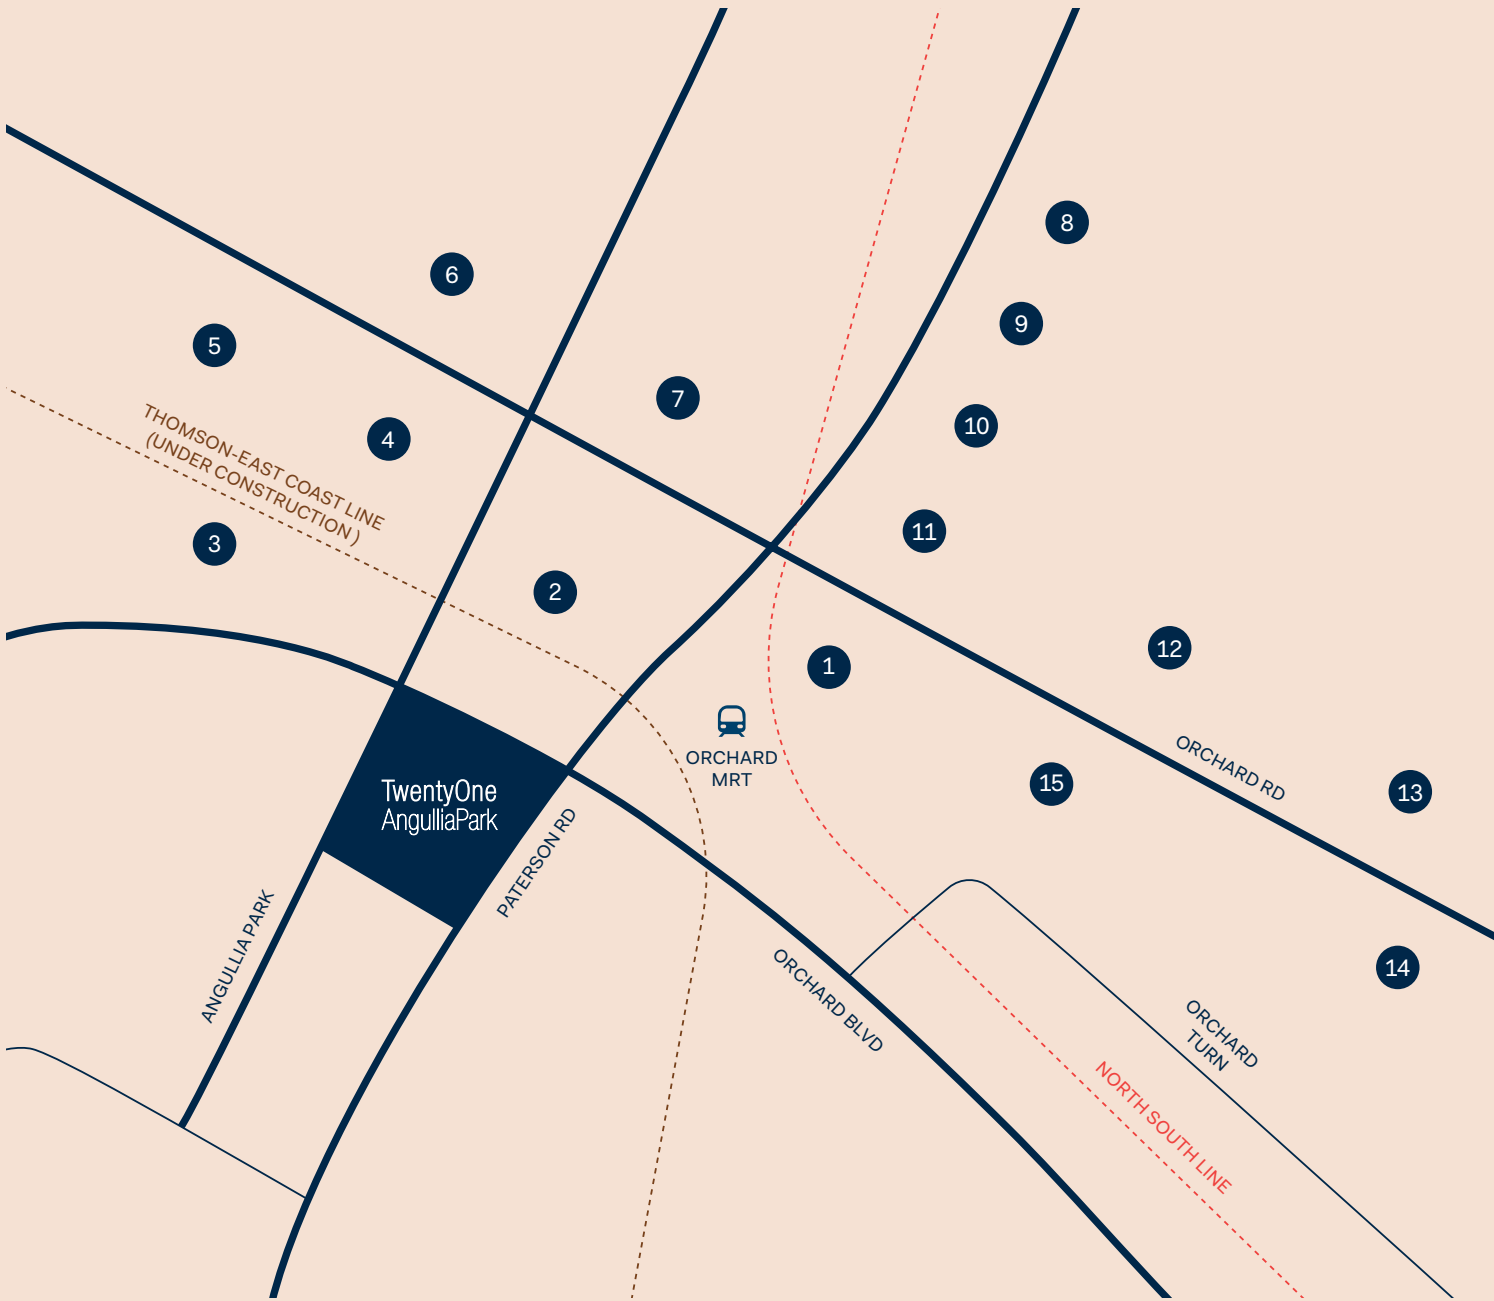 8
6
9
5
7
10
4
THOMSON-EAST COAST LINE
(UNDER CONSTRUCTION )
11
3
2
12
1
ORCHARD
MRT
ORCHARD RD
15
13
TwentyOne
AngulliaPark
PATERSON RD
ANGULLIA PARK
14
ORCHARD BLVD
ORCHARD
TURN
NORTH SOUTH LINE